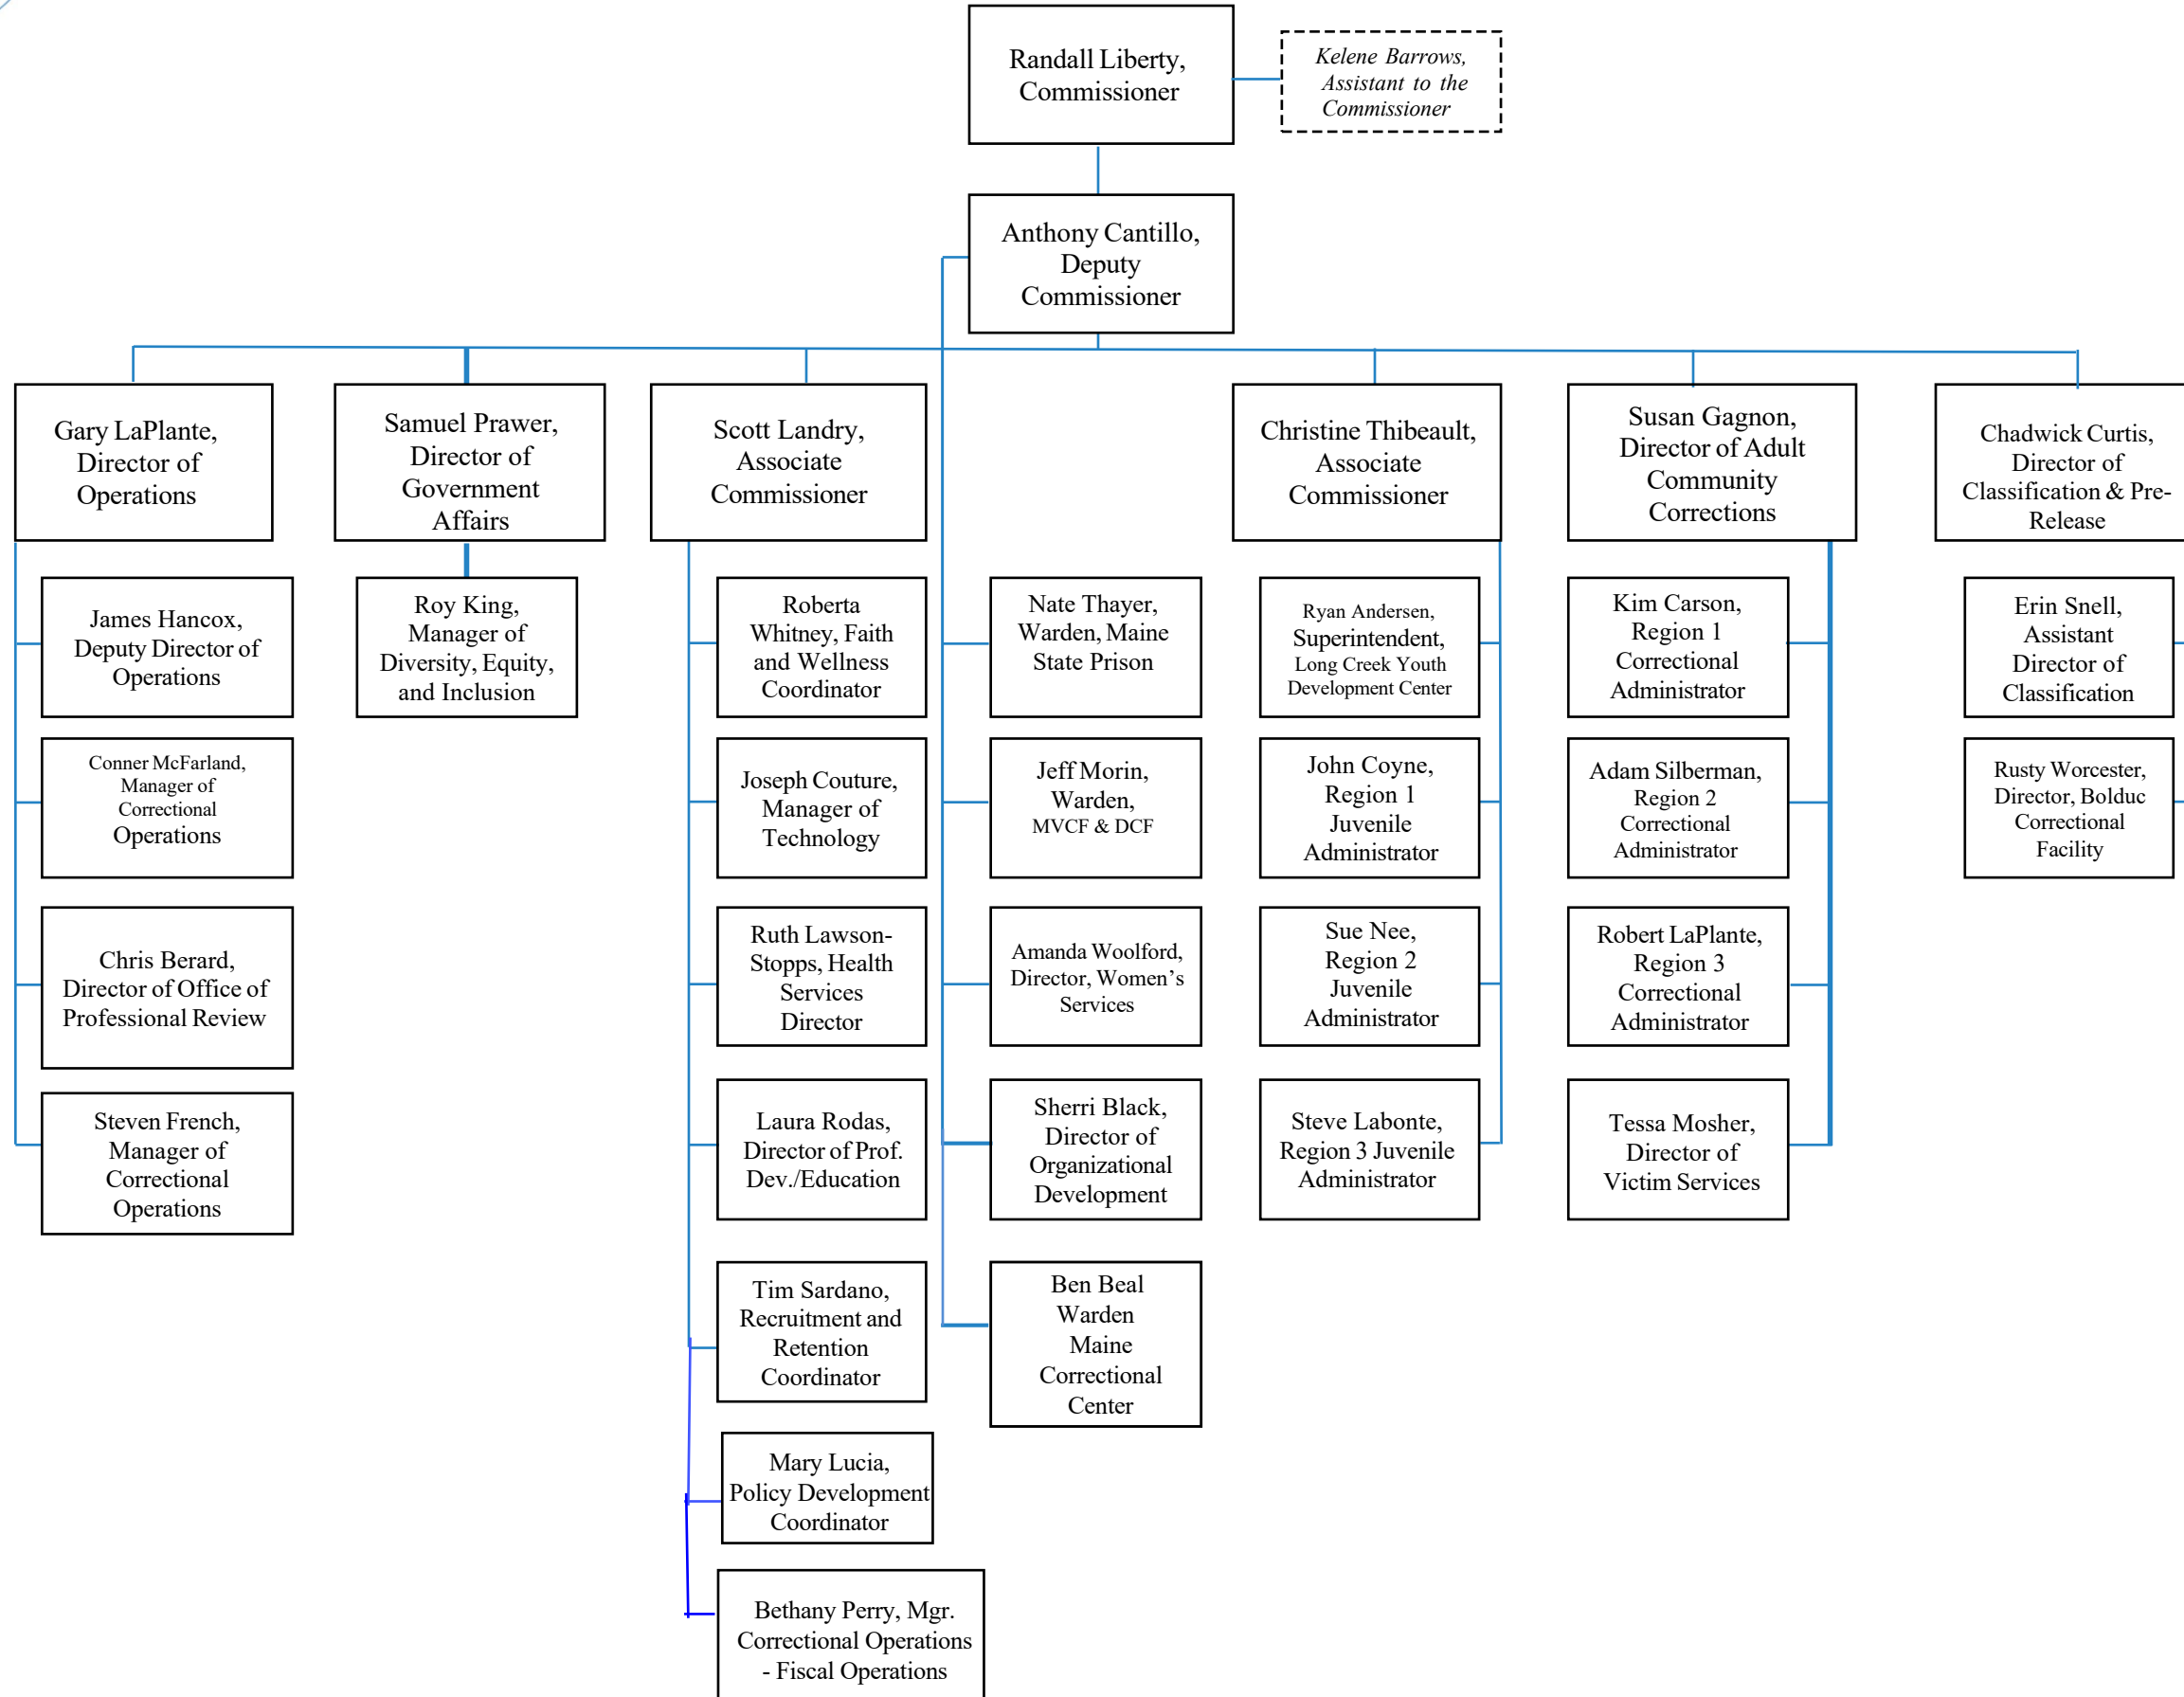 Randall Liberty,
Commissioner
Kelene Barrows,
Assistant to the
Commissioner
Anthony Cantillo,
Deputy
Commissioner
Gary LaPlante,
Director of
Operations
Samuel Prawer,
Director of
Government
Affairs
Scott Landry,
Associate
Commissioner
Christine Thibeault,
Associate
Commissioner
Susan Gagnon,
Director of Adult
Community
Corrections
Chadwick Curtis,
Director of
Classification & Pre-
Release
James Hancox,
Deputy Director of
Operations
Roy King,
Manager of
Diversity, Equity,
and Inclusion
Roberta
Whitney, Faith
and Wellness
Coordinator
Nate Thayer,
Warden, Maine
State Prison
Ryan Andersen,
Superintendent,
Long Creek Youth
Development Center
Kim Carson,
Region 1
Correctional
Administrator
Erin Snell,
Assistant
Director of
Classification
Conner McFarland,
Manager of
Correctional
Operations
Joseph Couture,
Manager of
Technology
Jeff Morin,
Warden,
MVCF & DCF
John Coyne,
Region 1
Juvenile
Administrator
Adam Silberman,
Region 2
Correctional
Administrator
Rusty Worcester,
Director, Bolduc
Correctional
Facility
Chris Berard,
Director of Office of
Professional Review
Ruth Lawson-
Stopps, Health
Services
Director
Amanda Woolford,
Director, Women’s
Services
Sue Nee,
Region 2
Juvenile
Administrator
Robert LaPlante,
Region 3
Correctional
Administrator
Steven French,
Manager of
Correctional
Operations
Laura Rodas,
Director of Prof.
Dev./Education
Sherri Black,
Director of
Organizational
Development
Steve Labonte,
Region 3 Juvenile
Administrator
Tessa Mosher,
Director of
Victim Services
Tim Sardano,
Recruitment and
Retention
Coordinator
Ben Beal
Warden
Maine
Correctional
Center
Mary Lucia,
Policy Development
Coordinator
Bethany Perry, Mgr.
Correctional Operations
- Fiscal Operations